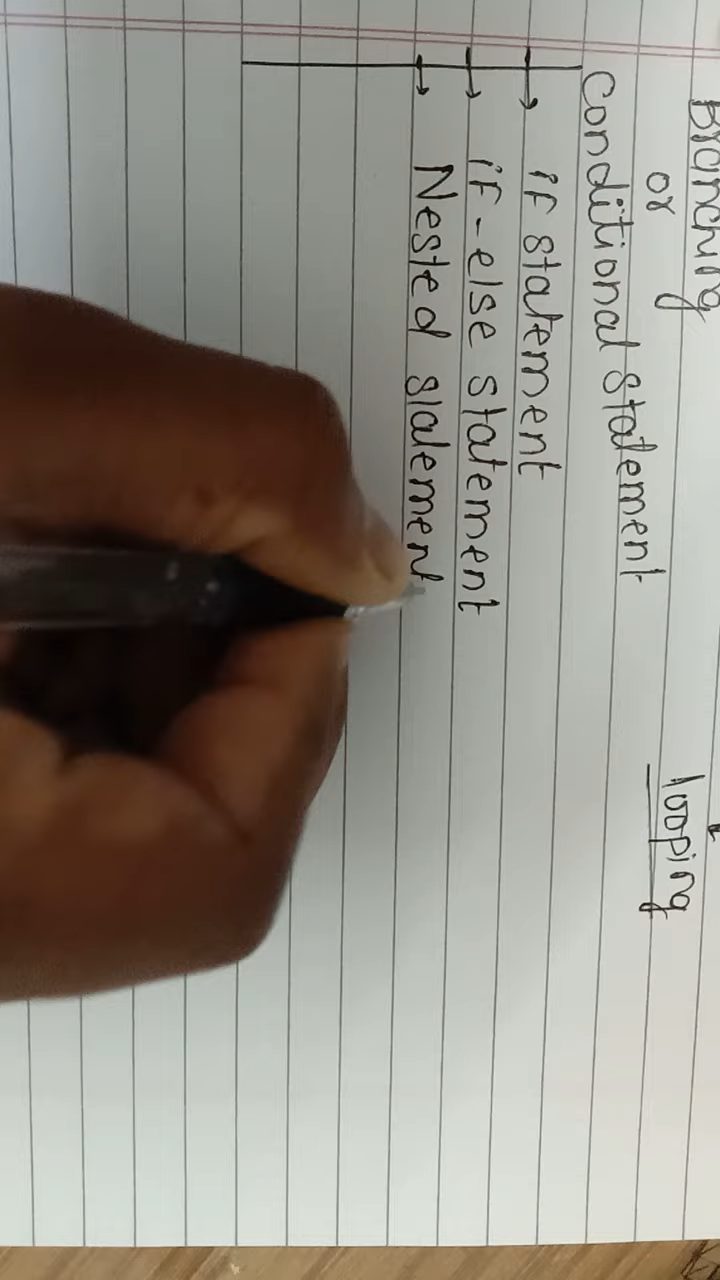 Branching
or
Conditional statement
looping
if statement
if-else statement
Nested statement